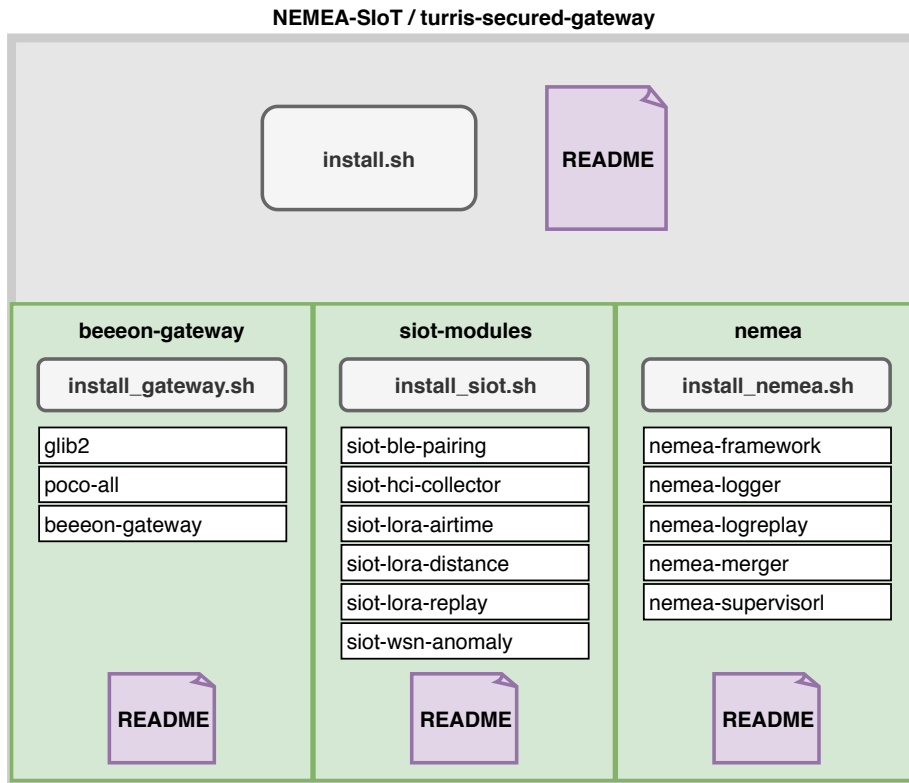 NEMEA-SIoT / turris-secured-gateway
install.sh
README
beeeon-gateway
install_gateway.sh
glib2
poco-all
beeeon-gateway
README
siot-modules
install_siot.sh
siot-ble-pairing
siot-hci-collector
siot-lora-airtime
siot-lora-distance
siot-lora-replay
siot-wsn-anomaly
README
nemea
install_nemea.sh
nemea-framework
nemea-logger
nemea-logreplay
nemea-merger
nemea-supervisorl
README